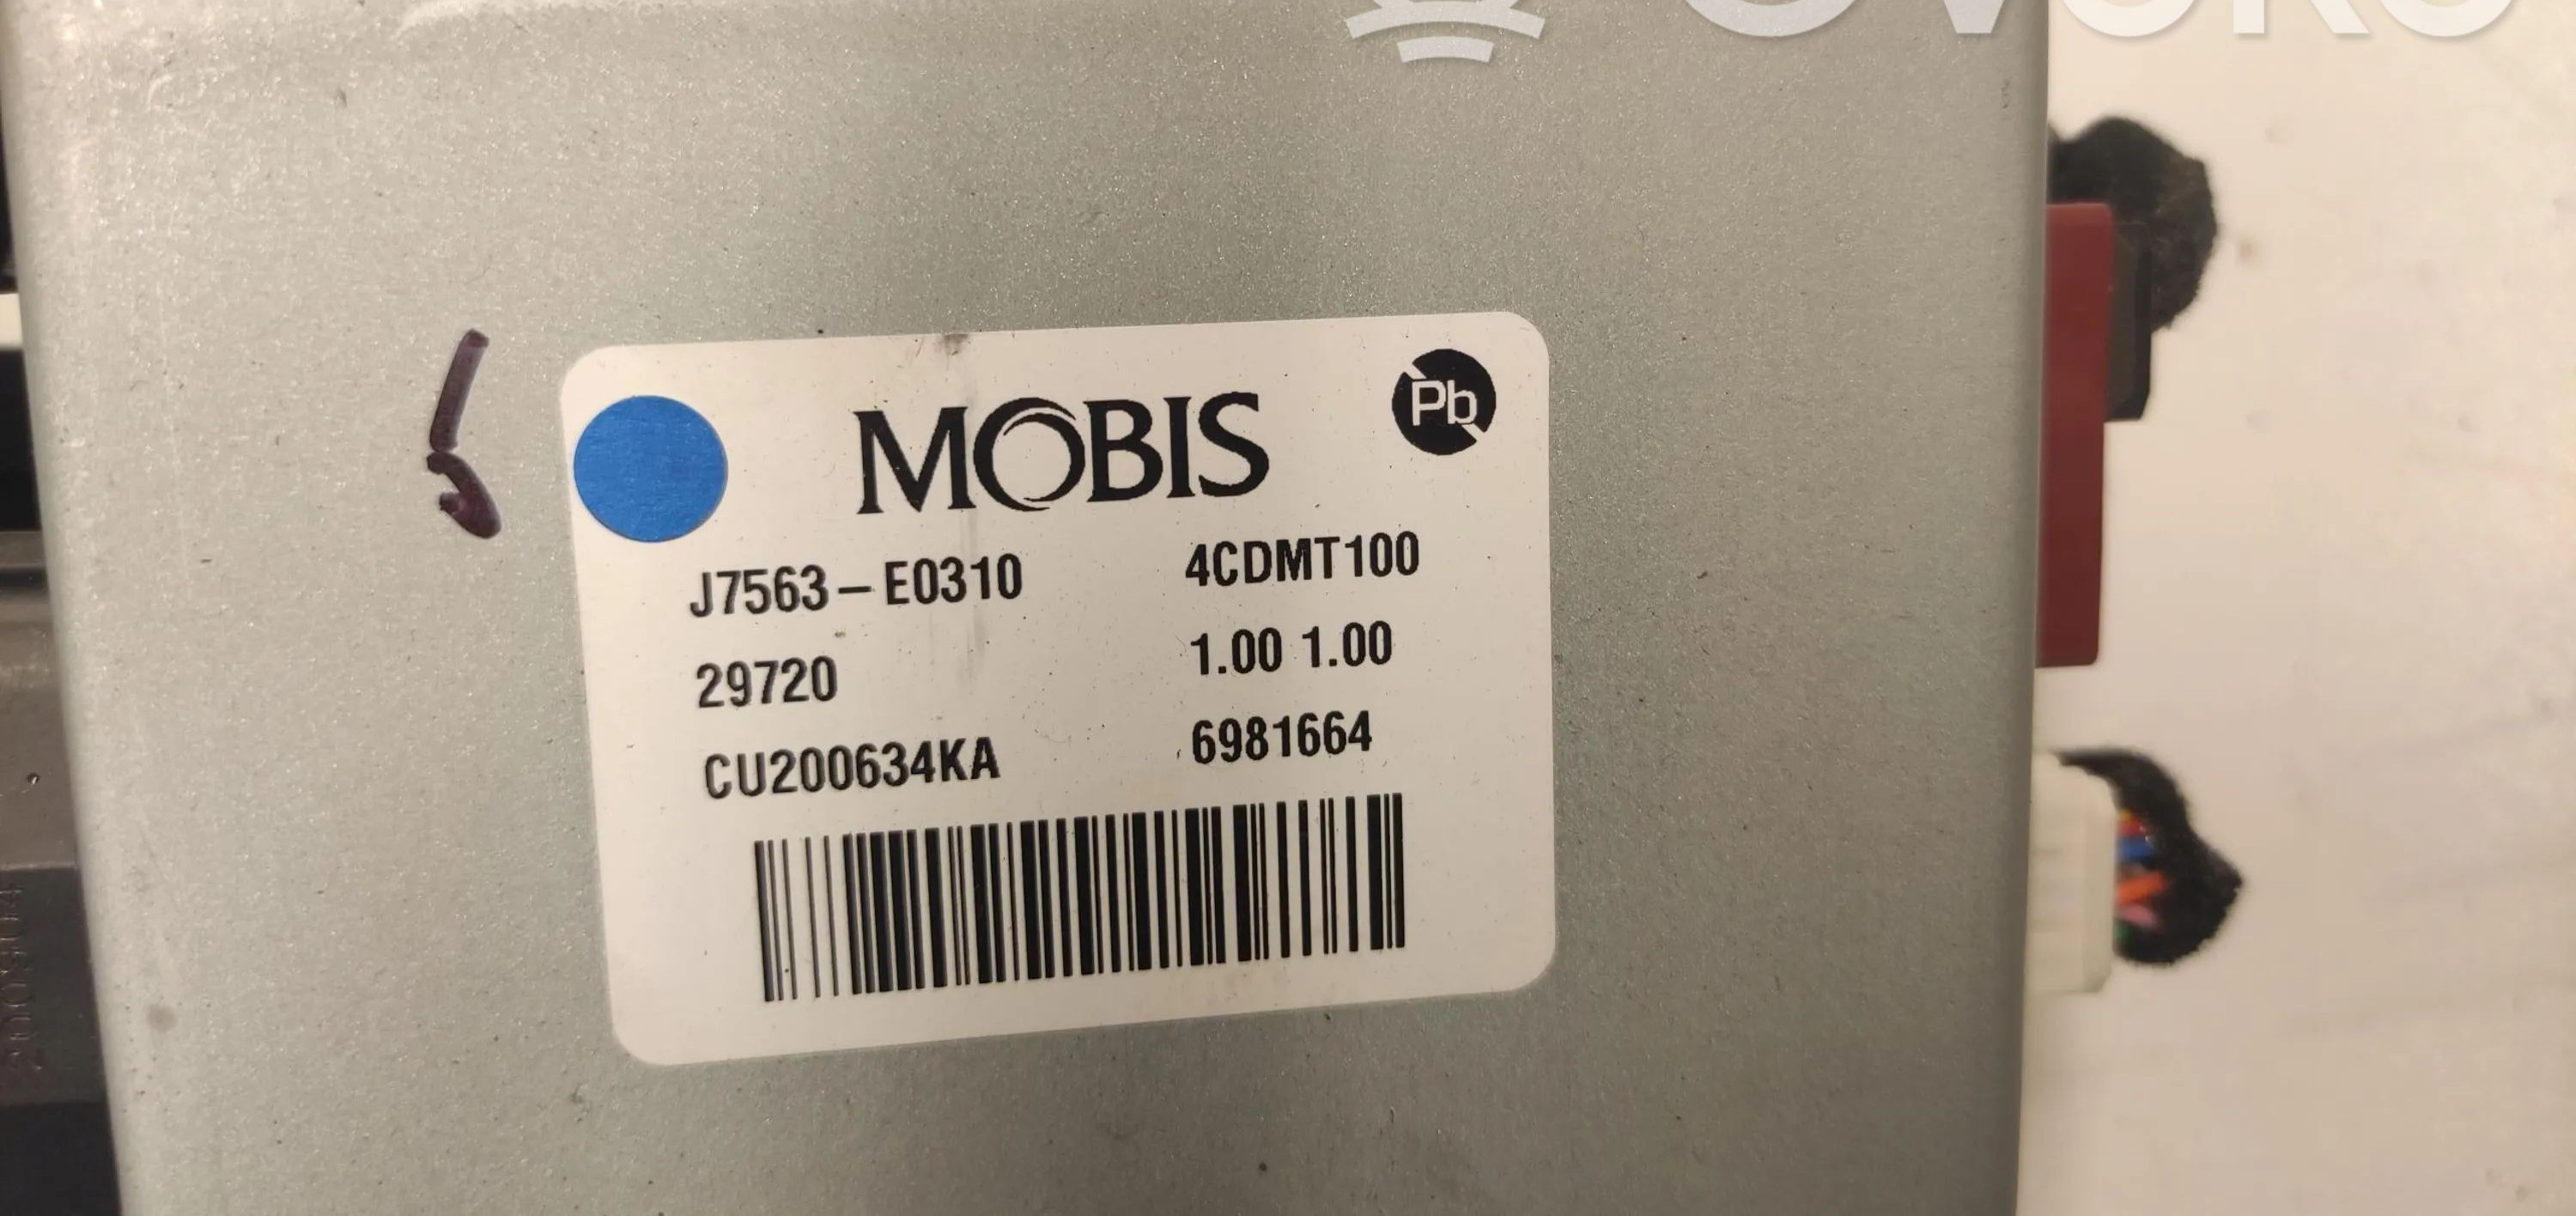 MOBIS
Pb
J7563-E0310
4CDMT100
29720
1.00 1.00
CU200634KA
6981664